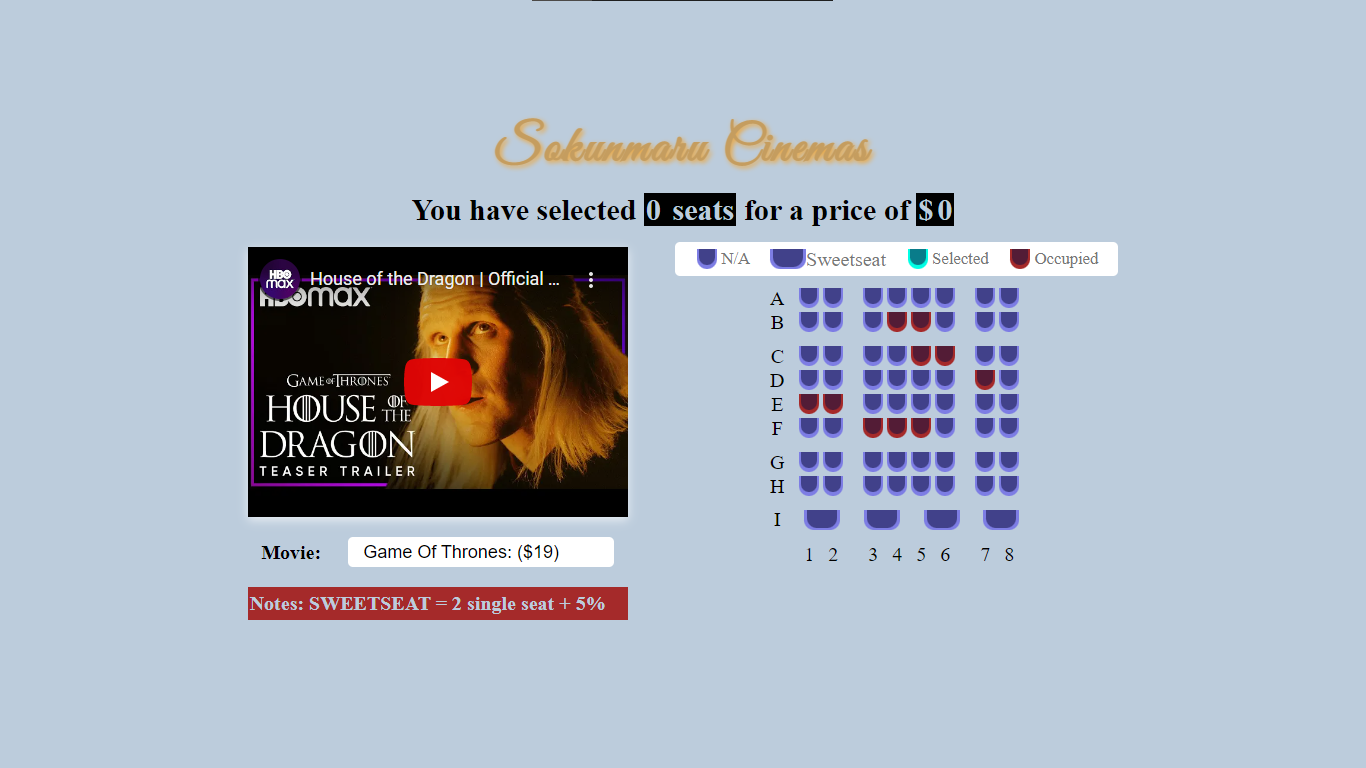 Sokunmaru Cinemas
You have selected 0 seats for a price of $0
HBO max House of the Dragon | Official ...
HBOmax
GAME OF THRONES
HOUSE OF THE
DRAGON
TEASER TRAILER
Movie: Game Of Thrones: ($19)
Notes: SWEETSEAT = 2 single seat + 5%
N/A Sweetseat Selected Occupied
A
B
C
D
E
F
G
H
I
1 2 3 4 5 6 7 8